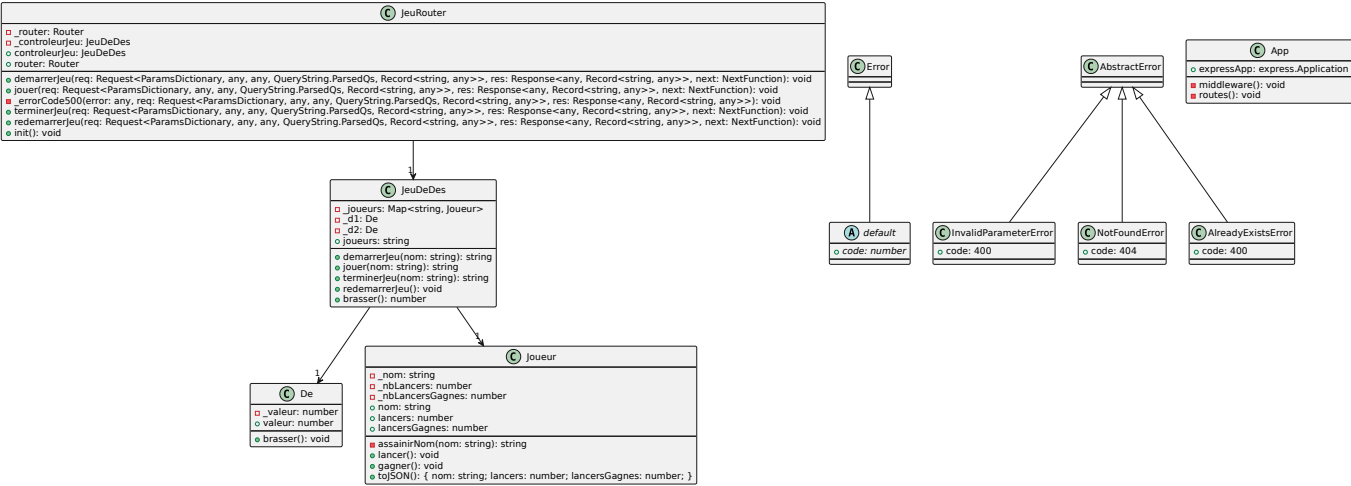 C JeuRouter
_router: Router
_controleurJeu: JeuDeDes
controleurJeu: JeuDeDes
router: Router
demarrerJeu(req: Request<ParamsDictionary, any, any, QueryString.ParsedQs, Record<string, any>>, res: Response<any, Record<string, any>>, next: NextFunction): void
jouer(req: Request<ParamsDictionary, any, any, QueryString.ParsedQs, Record<string, any>>, res: Response<any, Record<string, any>>, next: NextFunction): void
_errorCode500(error: any, req: Request<ParamsDictionary, any, any, QueryString.ParsedQs, Record<string, any>>, res: Response<any, Record<string, any>>): void
terminerJeu(req: Request<ParamsDictionary, any, any, QueryString.ParsedQs, Record<string, any>>, res: Response<any, Record<string, any>>, next: NextFunction): void
redemarrerJeu(req: Request<ParamsDictionary, any, any, QueryString.ParsedQs, Record<string, any>>, res: Response<any, Record<string, any>>, next: NextFunction): void
init(): void
C Error
C AbstractError
C App
expressApp: express.Application
middleware(): void
routes(): void
1
C JeuDeDes
_joueurs: Map<string, Joueur>
_d1: De
_d2: De
joueurs: string
demarrerJeu(nom: string): string
jouer(nom: string): string
terminerJeu(nom: string): string
redemarrerJeu(): void
brasser(): number
A default
code: number
C InvalidParameterError
code: 400
C NotFoundError
code: 404
C AlreadyExistsError
code: 400
1
1
C De
_valeur: number
valeur: number
brasser(): void
C Joueur
_nom: string
_nbLancers: number
_nbLancersGagnes: number
nom: string
lancers: number
lancersGagnes: number
assainirNom(nom: string): string
lancer(): void
gagner(): void
toJSON(): { nom: string; lancers: number; lancersGagnes: number; }